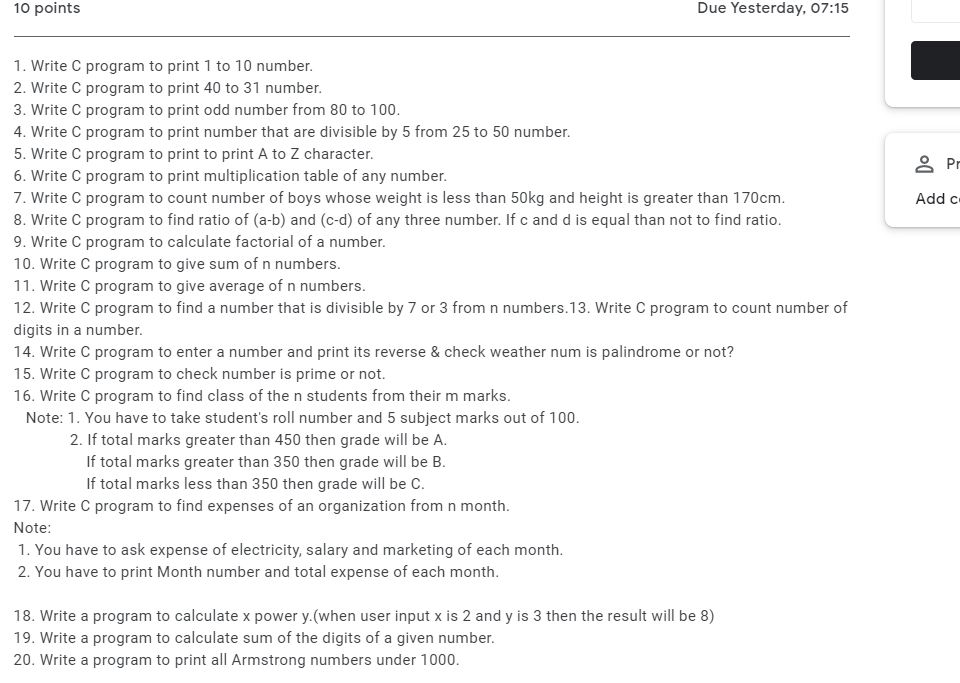 10 points
Due Yesterday, 07:15
1. Write C program to print 1 to 10 number.
2. Write C program to print 40 to 31 number.
3. Write C program to print odd number from 80 to 100.
4. Write C program to print number that are divisible by 5 from 25 to 50 number.
5. Write C program to print to print A to Z character.
6. Write C program to print multiplication table of any number.
7. Write C program to count number of boys whose weight is less than 50kg and height is greater than 170cm.
8. Write C program to find ratio of (a-b) and (c-d) of any three number. If c and d is equal than not to find ratio.
9. Write C program to calculate factorial of a number.
10. Write C program to give sum of n numbers.
11. Write C program to give average of n numbers.
12. Write C program to find a number that is divisible by 7 or 3 from n numbers.13. Write C program to count number of
digits in a number.
14. Write C program to enter a number and print its reverse & check weather num is palindrome or not?
15. Write C program to check number is prime or not.
16. Write C program to find class of the n students from their m marks.
Note: 1. You have to take student's roll number and 5 subject marks out of 100.
2. If total marks greater than 450 then grade will be A.
If total marks greater than 350 then grade will be B.
If total marks less than 350 then grade will be C.
17. Write C program to find expenses of an organization from n month.
Note:
1. You have to ask expense of electricity, salary and marketing of each month.
2. You have to print Month number and total expense of each month.
18. Write a program to calculate x power y.(when user input x is 2 and y is 3 then the result will be 8)
19. Write a program to calculate sum of the digits of a given number.
20. Write a program to print all Armstrong numbers under 1000.
Pr
Add c